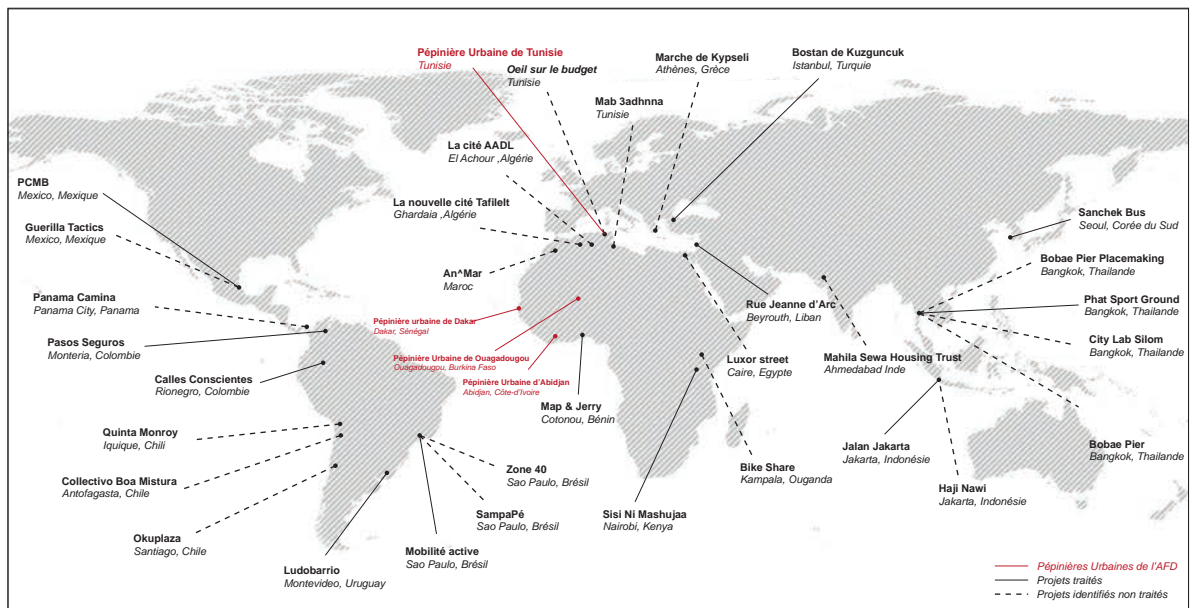 Pépinière Urbaine de Tunisie
Tunisie
Oeil sur le budget
Tunisie
Marche de Kypseli
Athènes, Grèce
Bostan de Kuzguncuk
Istanbul, Turquie
Mab 3adhnna
Tunisie
La cité AADL
El Achour ,Algérie
PCMB
Mexico, Mexique
La nouvelle cité Tafilelt
Ghardaia ,Algérie
Guerilla Tactics
Mexico, Mexique
Sanchek Bus
Seoul, Corée du Sud
An^Mar
Maroc
Bobae Pier Placemaking
Bangkok, Thailande
Panama Camina
Panama City, Panama
Rue Jeanne d'Arc
Beyrouth, Liban
Phat Sport Ground
Bangkok, Thailande
Pépinière urbaine de Dakar
Dakar, Sénégal
Pasos Seguros
Monteria, Colombie
City Lab Silom
Bangkok, Thailande
Pépinière Urbaine de Ouagadougou
Ouagadougou, Burkina Faso
Luxor street
Caire, Egypte
Mahila Sewa Housing Trust
Ahmedabad Inde
Calles Conscientes
Rionegro, Colombie
Pépinière Urbaine d'Abidjan
Abidjan, Côte-d'Ivoire
Map & Jerry
Cotonou, Bénin
Quinta Monroy
Iquique, Chili
Jalan Jakarta
Jakarta, Indonésie
Bobae Pier
Bangkok, Thailande
Zone 40
Sao Paulo, Brésil
Bike Share
Kampala, Ouganda
Collectivo Boa Mistura
Antofagasta, Chile
Haji Nawi
Jakarta, Indonésie
SampaPé
Sao Paulo, Brésil
Sisi Ni Mashujaa
Nairobi, Kenya
Okuplaza
Santiago, Chile
Ludobarrio
Montevideo, Uruguay
Mobilité active
Sao Paulo, Brésil
Pépinières Urbaines de l'AFD
Projets traités
Projets identifiés non traités